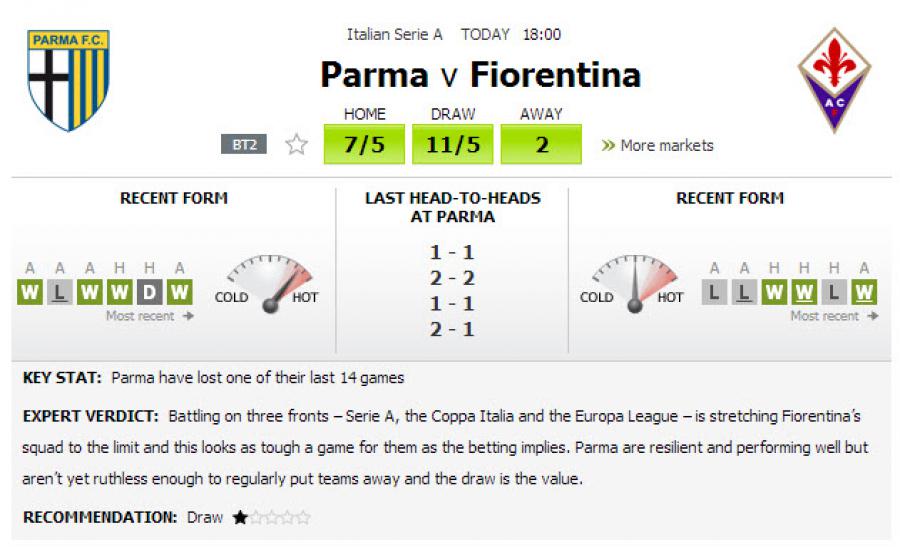 PARMA F.C.
Italian Serie A TODAY 18:00
Parma v Fiorentina
A C
F
HOME DRAW AWAY
BT2 7/5 11/5 2 » More markets
RECENT FORM
LAST HEAD-TO-HEADS
AT PARMA
RECENT FORM
A A A H H A
W L W W D W
Most recent →
COLD HOT
1 - 1
2 - 2
1 - 1
2 - 1
COLD HOT
A A H H H A
L L W W L W
Most recent →
KEY STAT: Parma have lost one of their last 14 games
EXPERT VERDICT: Battling on three fronts – Serie A, the Coppa Italia and the Europa League – is stretching Fiorentina's
squad to the limit and this looks as tough a game for them as the betting implies. Parma are resilient and performing well but
aren't yet ruthless enough to regularly put teams away and the draw is the value.
RECOMMENDATION: Draw ★☆☆☆☆